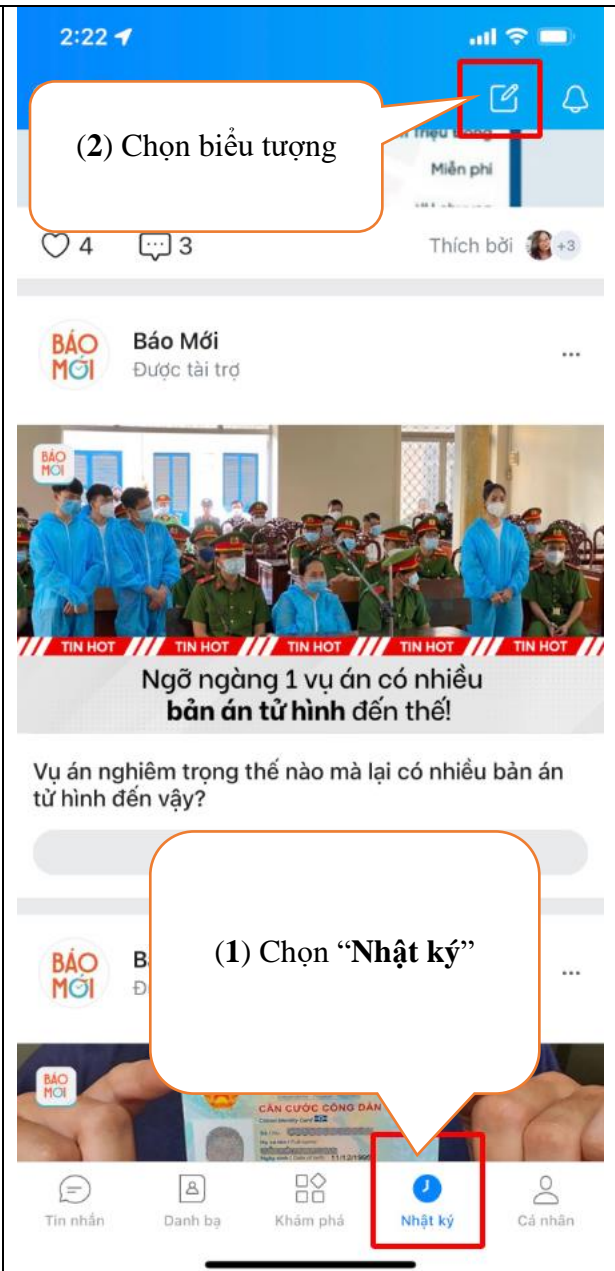 2:22
(2) Chọn biểu tượng
Miễn phí
4
3
Thích bởi
+3
BÁO MỚI
Báo Mới
Được tài trợ
BÁO MỚI
TIN HOT TIN HOT TIN HOT TIN HOT TIN HOT
Ngỡ ngàng 1 vụ án có nhiều
bản án tử hình đến thế!
Vụ án nghiêm trọng thế nào mà lại có nhiều bản án
tử hình đến vậy?
(1) Chọn “Nhật ký”
BÁO MỚI
BÁO MỚI
CĂN CƯỚC CÔNG DÂN
Tin nhắn
Danh bạ
Khám phá
Nhật ký
Cá nhân